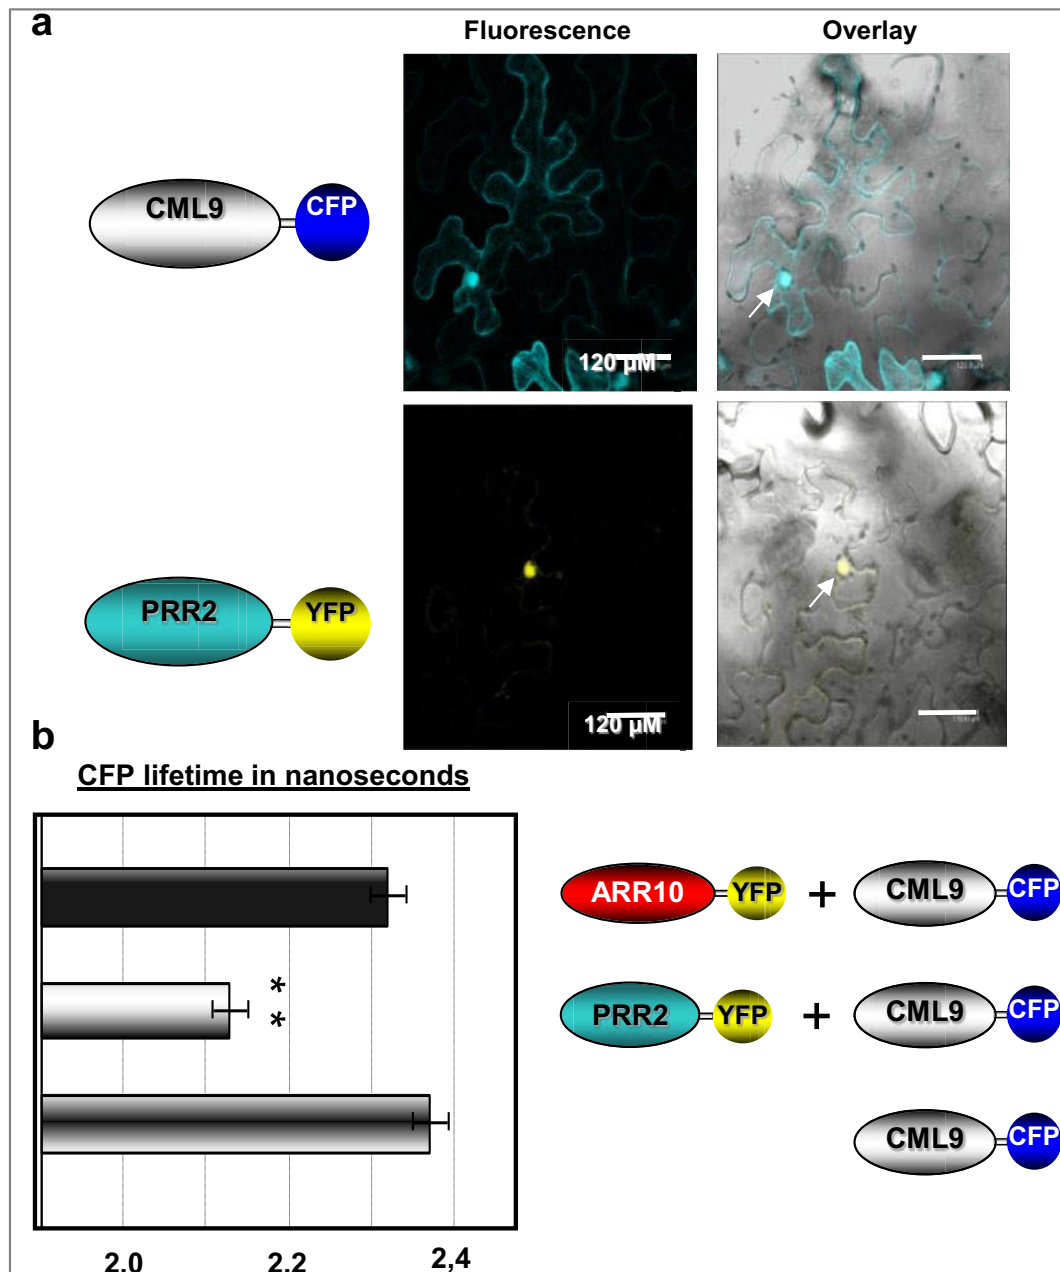 a
Fluorescence
Overlay
CML9
CFP
120 µM
PRR2
YFP
120 µM
b
CFP lifetime in nanoseconds
ARR10
YFP
+
CML9
CFP
*
*
PRR2
YFP
+
CML9
CFP
CML9
CFP
2.0
2.2
2,4